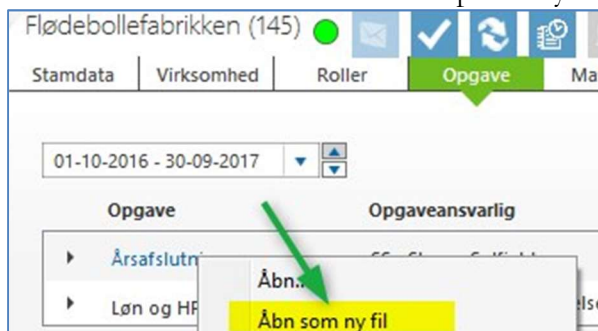 Flødebollefabrikken (145)
Stamdata Virksomhed Roller Opgave Ma
01-10-2016 - 30-09-2017
Opgave Opgaveansvarlig
Årsafslutni
Åbn..
Løn og HR
Åbn som ny fil